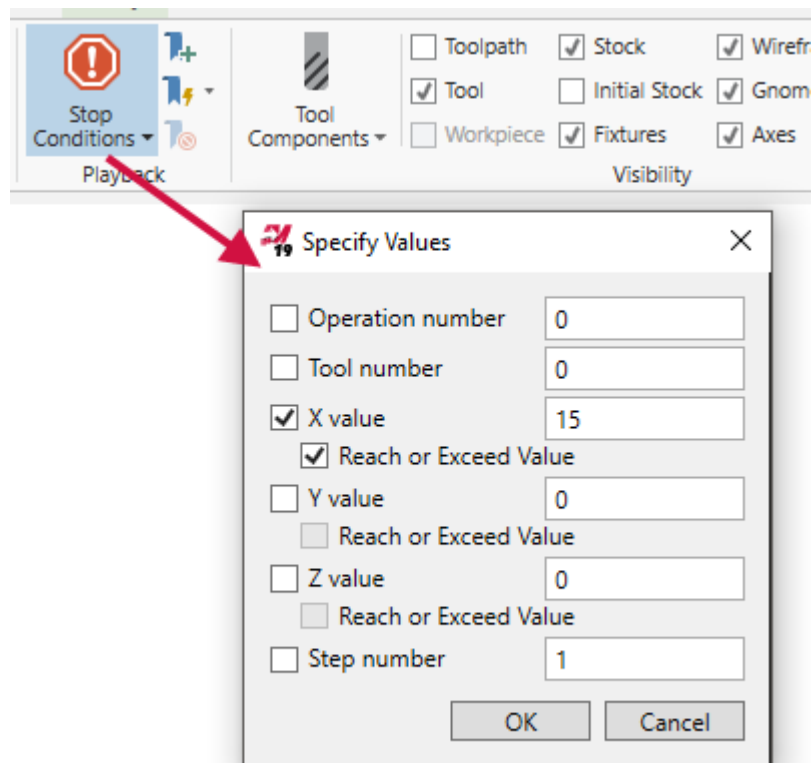 Stop
Conditions
Playback
Tool
Components
Toolpath
Tool
Workpiece
Stock
Initial Stock
Fixtures
Wirefr
Gnom
Axes
Visibility
19 Specify Values
Operation number 0
Tool number 0
X value 15
Reach or Exceed Value
Y value 0
Reach or Exceed Value
Z value 0
Reach or Exceed Value
Step number 1
OK Cancel